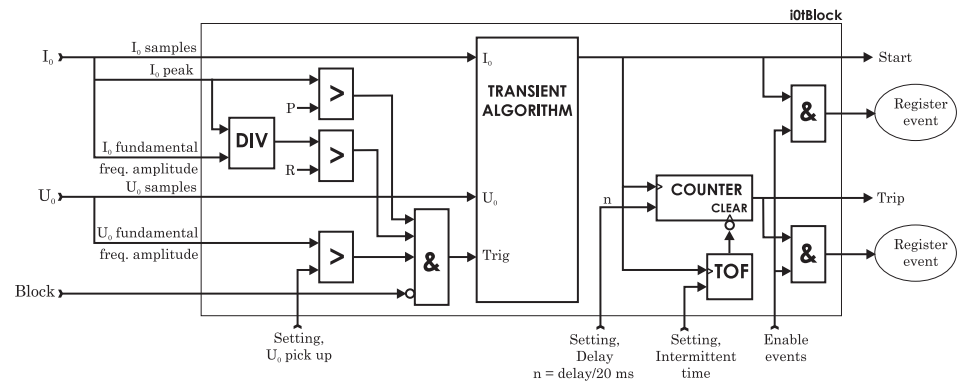 i0tBlock
I₀
I₀ samples
I₀ peak
P
>
DIV
R
>
I₀ fundamental
freq. amplitude
U₀
U₀ samples
U₀ fundamental
freq. amplitude
>
&
Block
I₀
TRANSIENT
ALGORITHM
U₀
Trig
Start
&
Register
event
n
COUNTER
CLEAR
TOF
Trip
&
Register
event
Setting,
U₀ pick up
Setting,
Delay
n = delay/20 ms
Setting,
Intermittent
time
Enable
events